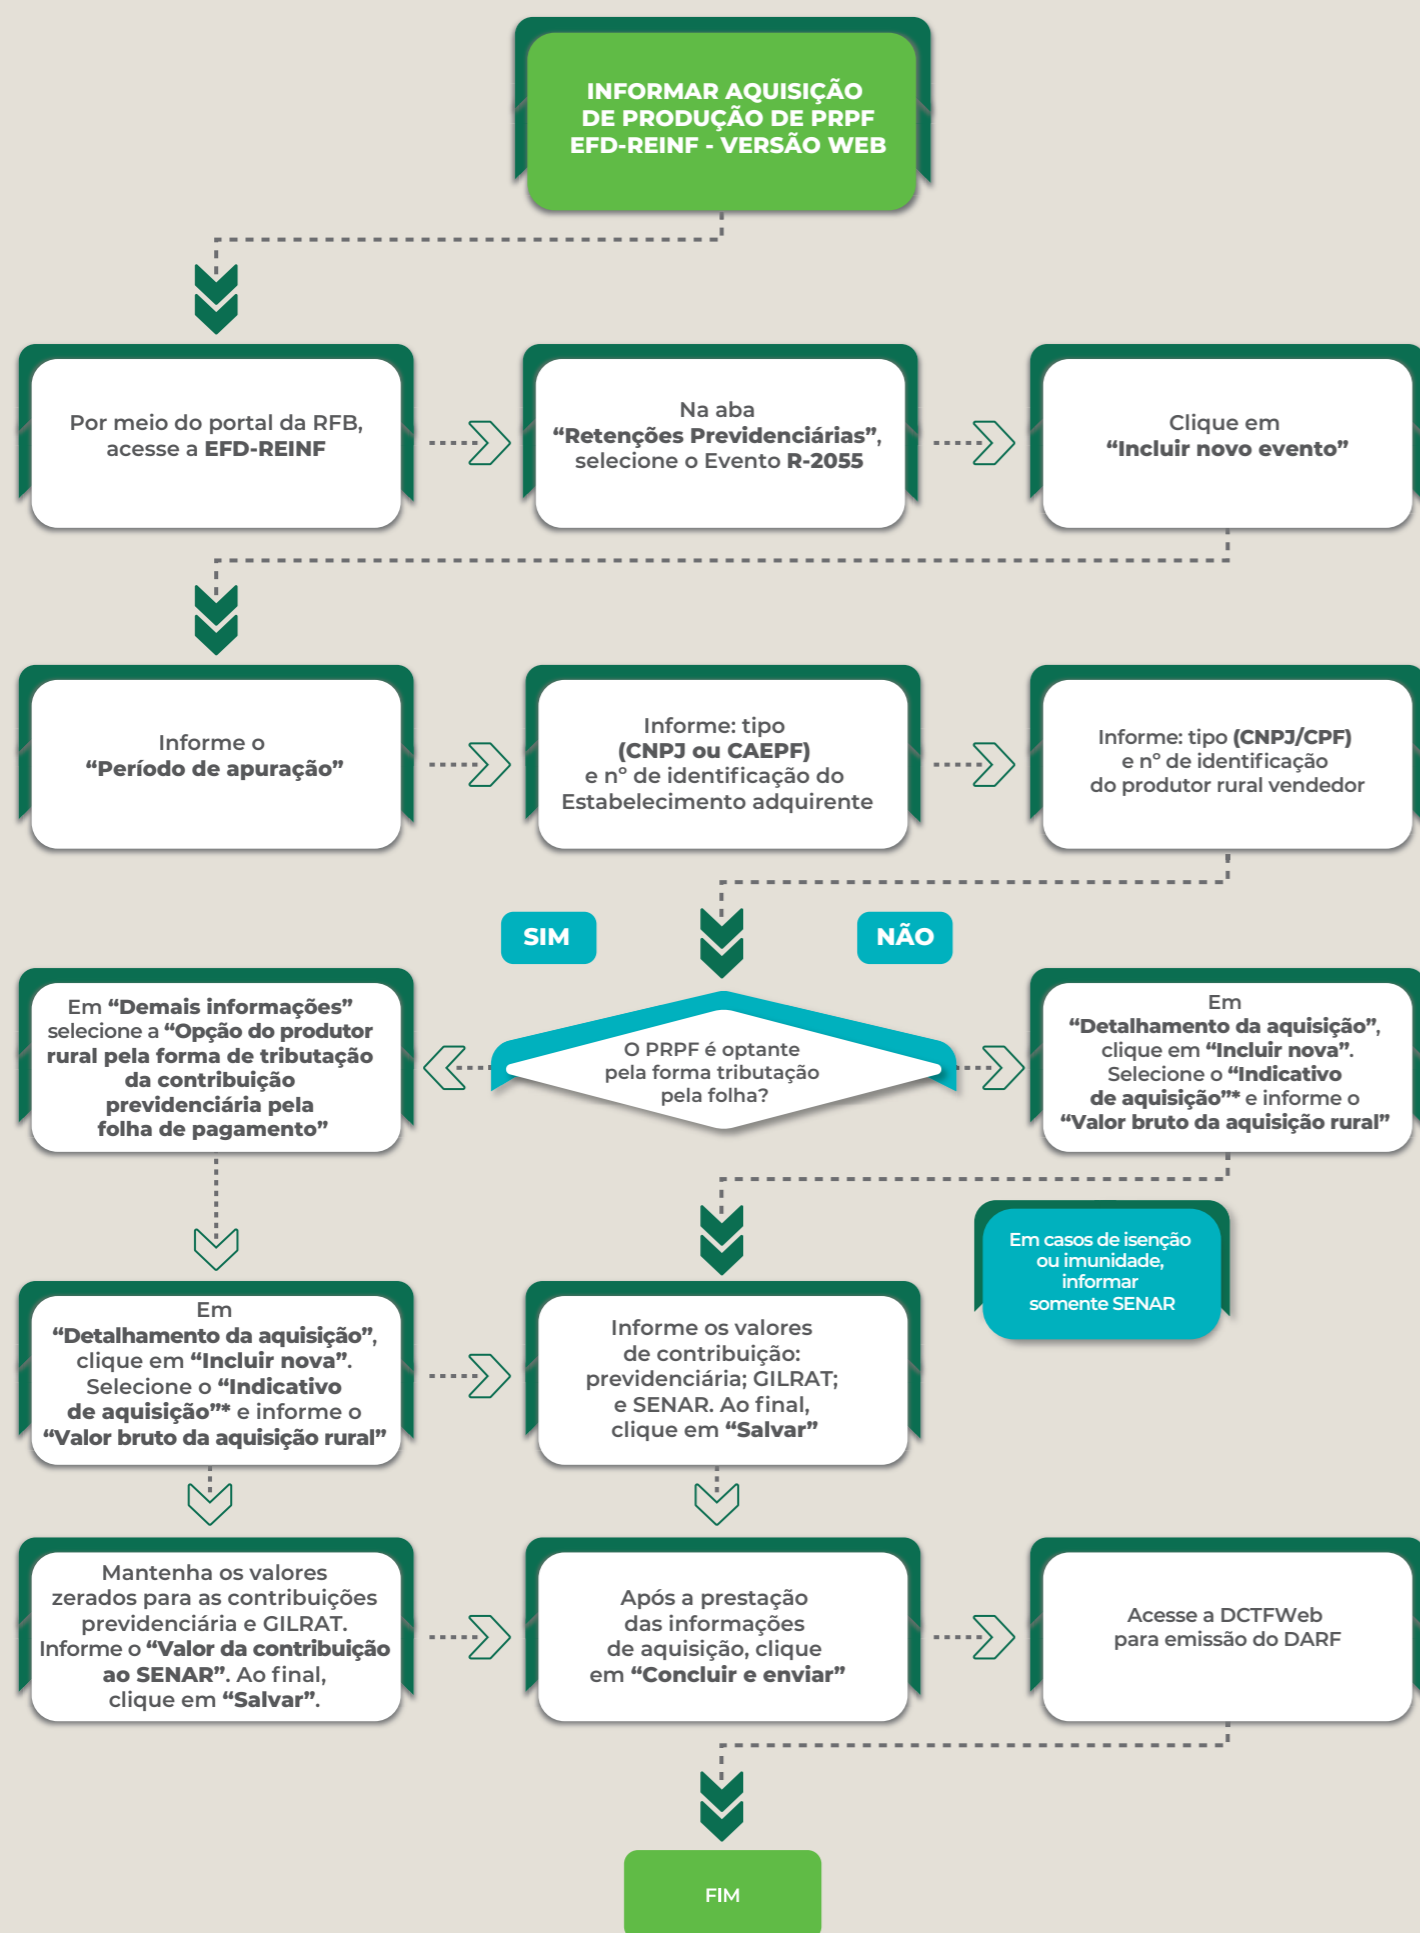 INFORMAR AQUISIÇÃO
DE PRODUÇÃO DE PRPF
EFD-REINF - VERSÃO WEB
Por meio do portal da RFB,
acesse a EFD-REINF
Na aba
“Retenções Previdenciárias”,
selecione o Evento R-2055
Clique em
“Incluir novo evento”
Informe o
“Período de apuração”
Informe: tipo
(CNPJ ou CAEPF)
e nº de identificação do
Estabelecimento adquirente
Informe: tipo (CNPJ/CPF)
e nº de identificação
do produtor rural vendedor
SIM
NÃO
Em “Demais informações”
selecione a “Opção do produtor
rural pela forma de tributação
da contribuição
previdenciária pela
folha de pagamento”
O PRPF é optante
pela forma tributação
pela folha?
Em
“Detalhamento da aquisição”,
clique em “Incluir nova”.
Selecione o “Indicativo
de aquisição”* e informe o
“Valor bruto da aquisição rural”
Em casos de isenção
ou imunidade,
informar
somente SENAR
Em
“Detalhamento da aquisição”,
clique em “Incluir nova”.
Selecione o “Indicativo
de aquisição”* e informe o
“Valor bruto da aquisição rural”
Informe os valores
de contribuição:
previdenciária; GILRAT;
e SENAR. Ao final,
clique em “Salvar”
Mantenha os valores
zerados para as contribuições
previdenciária e GILRAT.
Informe o “Valor da contribuição
ao SENAR”. Ao final,
clique em “Salvar”.
Após a prestação
das informações
de aquisição, clique
em “Concluir e enviar”
Acesse a DCTFWeb
para emissão do DARF
FIM